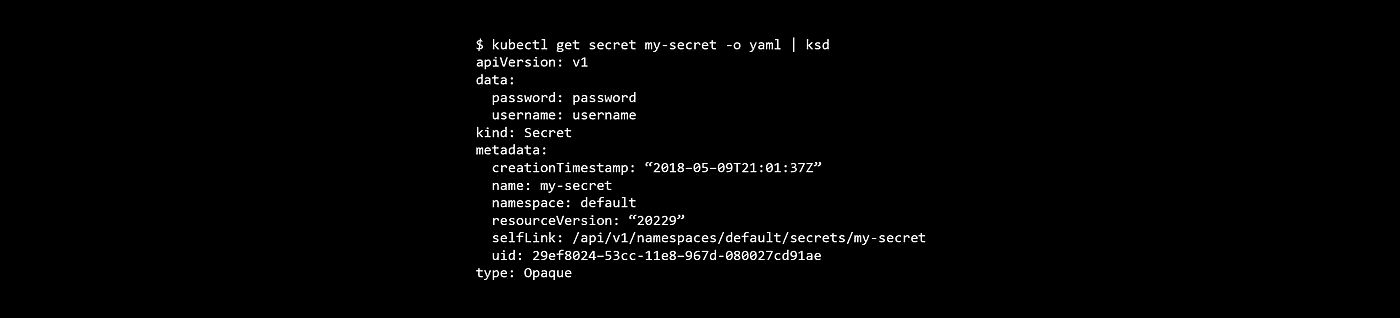 $ kubectl get secret my-secret -o yaml | ksd
apiVersion: v1
data:
  password: password
  username: username
kind: Secret
metadata:
  creationTimestamp: “2018–05–09T21:01:37Z”
  name: my-secret
  namespace: default
  resourceVersion: “20229”
  selfLink: /api/v1/namespaces/default/secrets/my-secret
  uid: 29ef8024–53cc-11e8–967d-080027cd91ae
type: Opaque